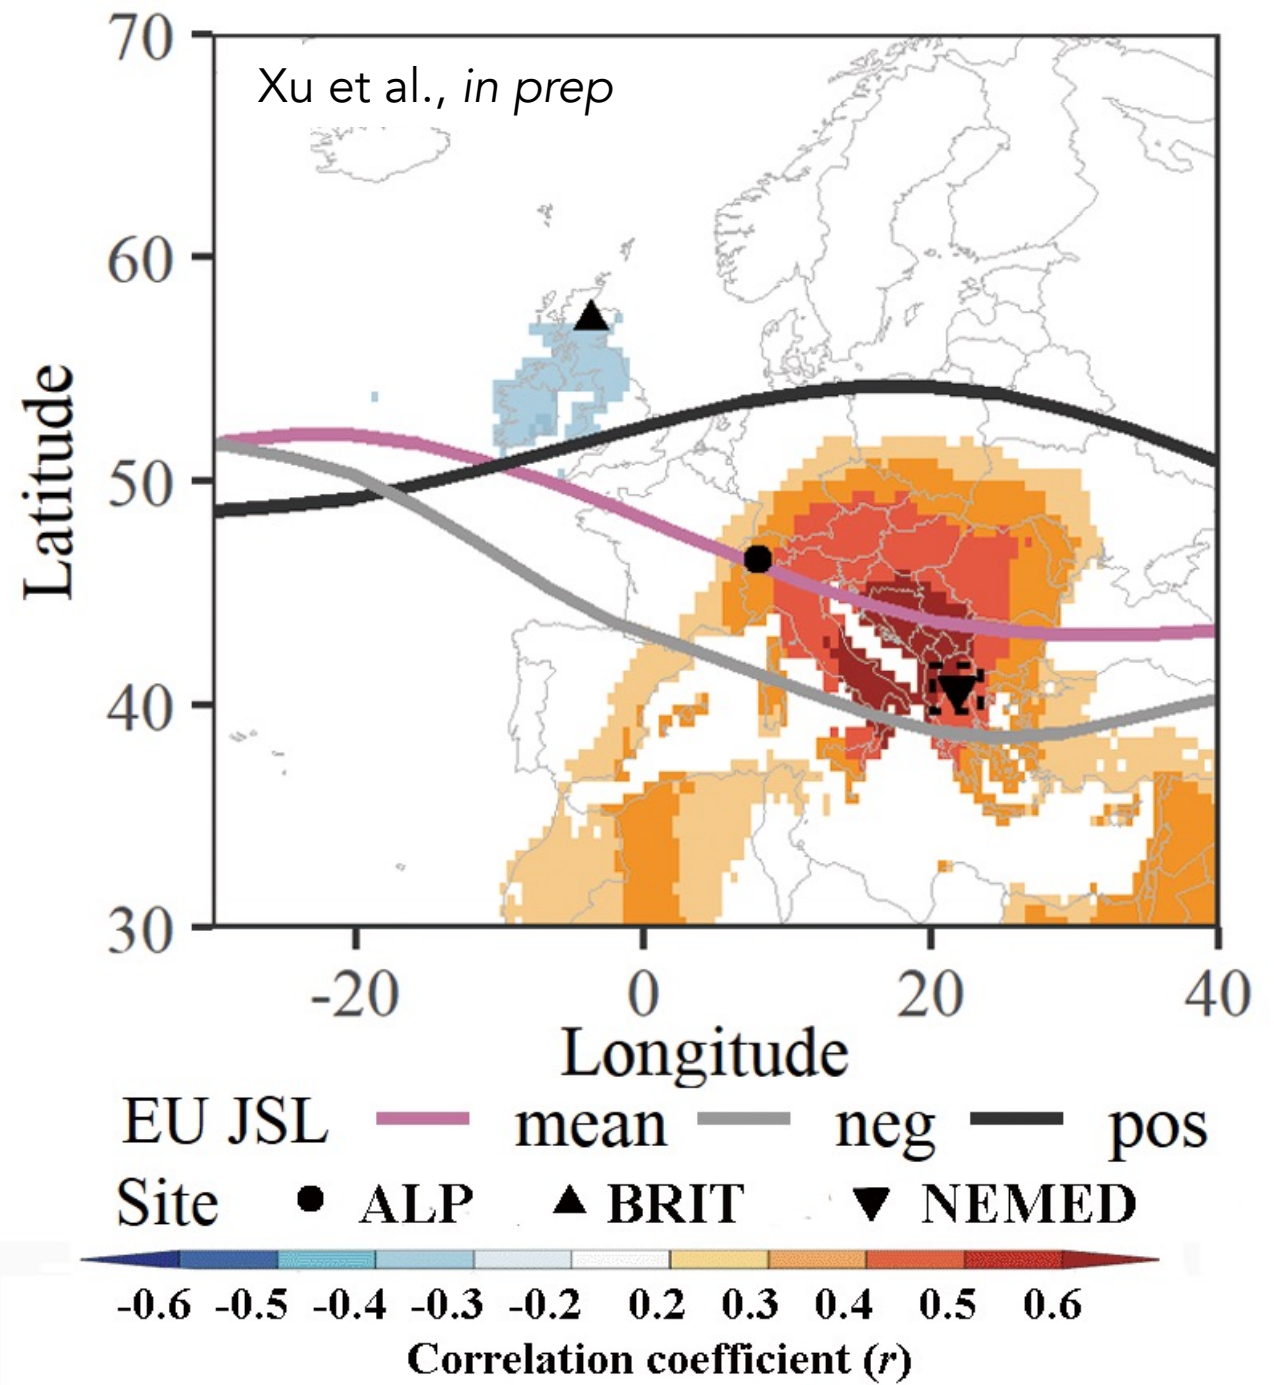 70
Xu et al., in prep
60
50
40
30
Latitude
-20 0 20 40
Longitude
EU JSL mean neg pos
Site ALP BRIT NEMED
-0.6 -0.5 -0.4 -0.3 -0.2 0.2 0.3 0.4 0.5 0.6
Correlation coefficient (r)